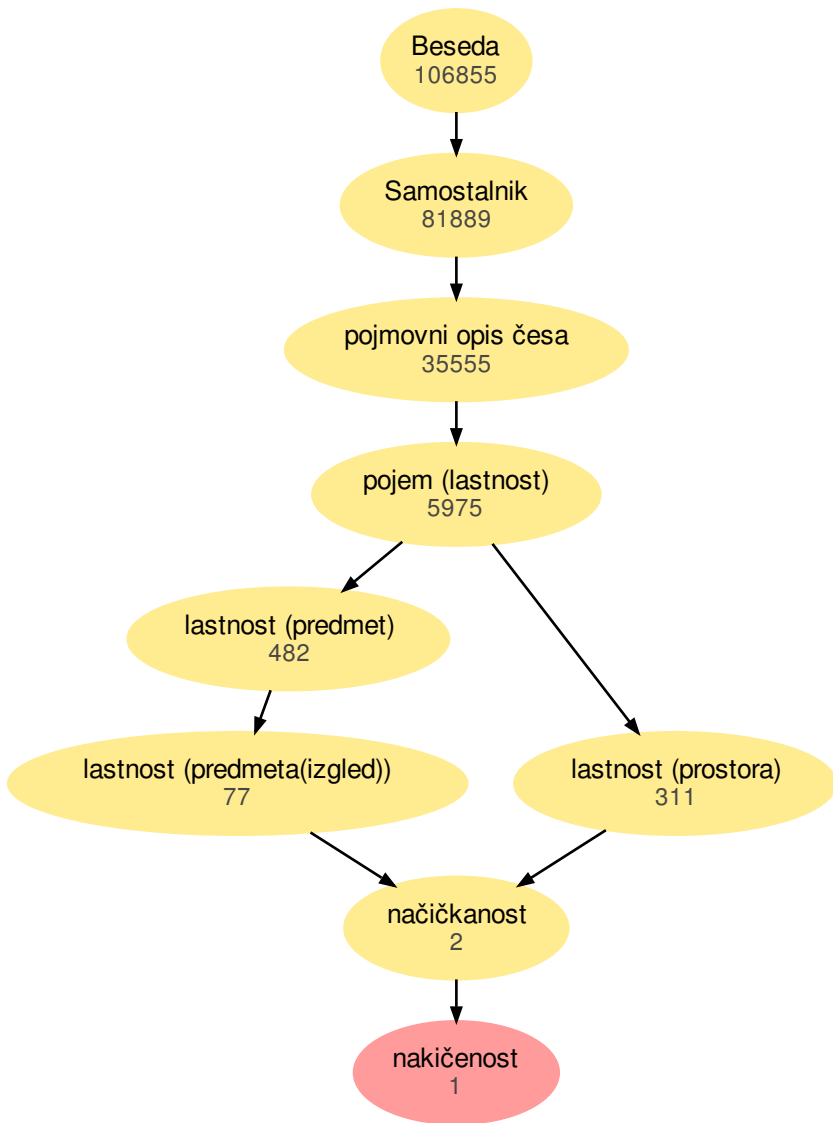 Beseda
106855
Samostalnik
81889
pojmovni opis česa
35555
pojem (lastnost)
5975
lastnost (predmet)
482
lastnost (predmeta(izgled))
77
lastnost (prostora)
311
načičkanost
2
nakičenost
1